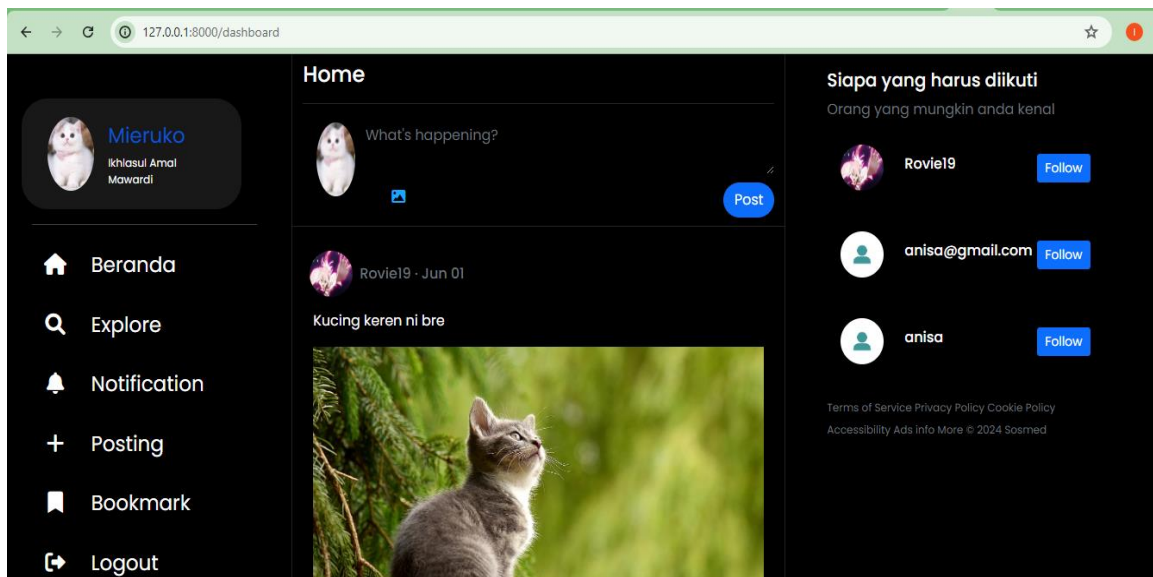 127.0.0.1:8000/dashboard
I
Mieruko
Ikhlasul Amal
Mawardi
Beranda
Explore
Notification
Posting
Bookmark
Logout
Home
What's happening?
Post
Rovie19 · Jun 01
Kucing keren ni bre
Siapa yang harus diikuti
Orang yang mungkin anda kenal
Rovie19
Follow
anisa@gmail.com
Follow
anisa
Follow
Terms of Service Privacy Policy Cookie Policy
Accessibility Ads info More © 2024 Sosmed